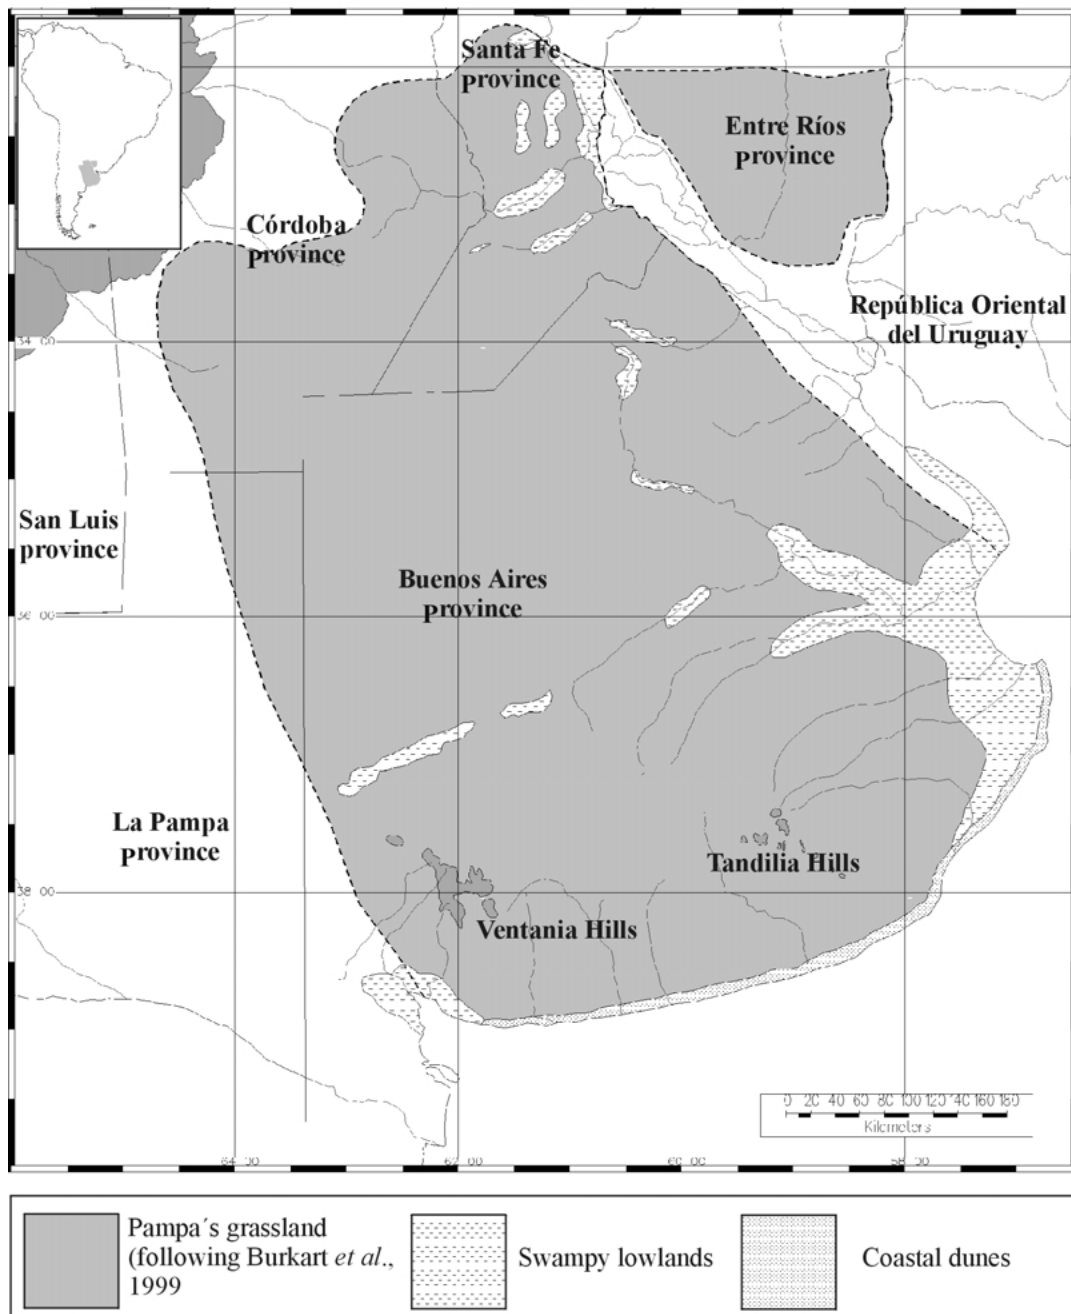 Santa Fe
province
Entre Ríos
province
Córdoba
province
República Oriental
del Uruguay
34 00
San Luis
province
Buenos Aires
province
36 00
La Pampa
province
Tandilia Hills
38 00
Ventania Hills
0 20 40 60 80 100 120 40 60 180
Kilometers
64 00
62 00
60 00
58 00
Pampa´s grassland
(following Burkart et al.,
1999
Swampy lowlands
Coastal dunes